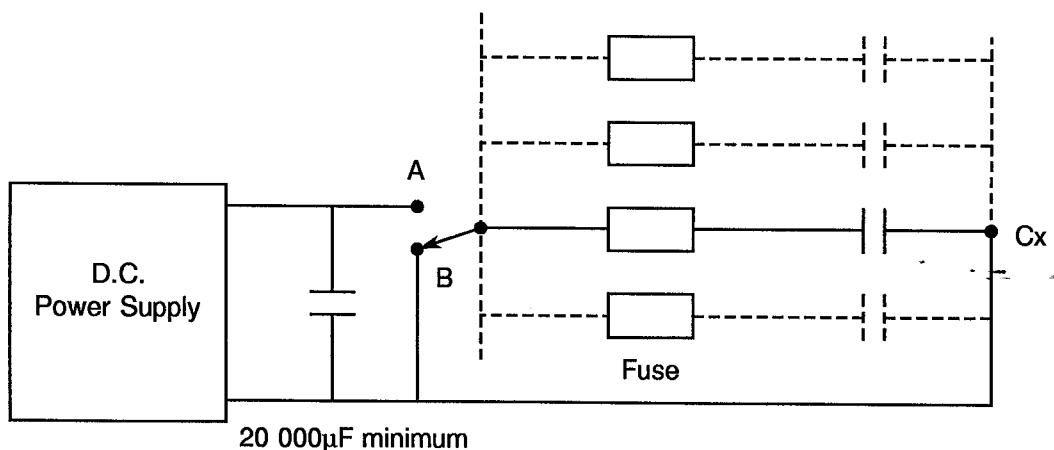 A
B
Cx
D.C.
Power Supply
Fuse
20 000µF minimum